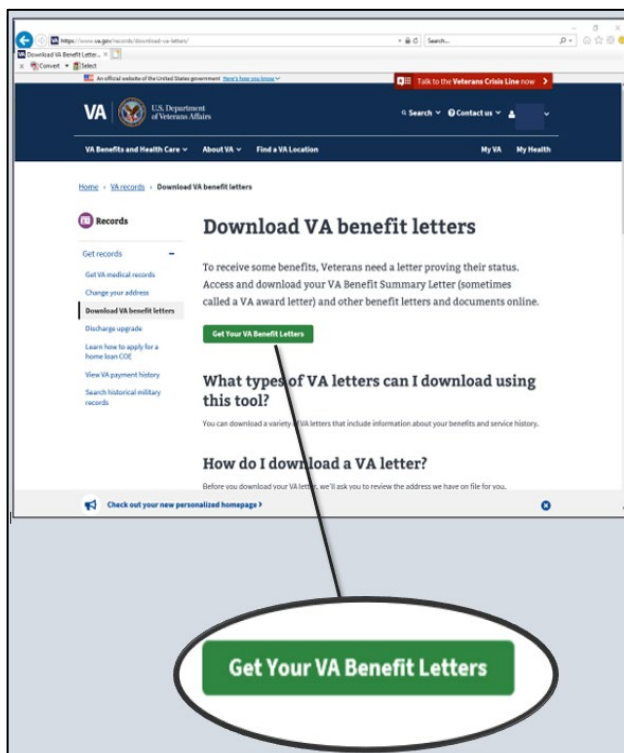 https://www.va.gov/records/download-va-letters/
Search...
Download VA Benefit Letter...
x Convert Select
An official website of the United States government Here's how you know
Talk to the Veterans Crisis Line now
VA
U.S. Department
of Veterans Affairs
Search
Contact us
VA Benefits and Health Care
About VA
Find a VA Location
My VA
My Health
Home › VA records › Download VA benefit letters
Records
Get records
Get VA medical records
Change your address
Download VA benefit letters
Discharge upgrade
Learn how to apply for a
home loan COE
View VA payment history
Search historical military
records
Download VA benefit letters
To receive some benefits, Veterans need a letter proving their status.
Access and download your VA Benefit Summary Letter (sometimes
called a VA award letter) and other benefit letters and documents online.
Get Your VA Benefit Letters
What types of VA letters can I download using
this tool?
You can download a variety of VA letters that include information about your benefits and service history.
How do I download a VA letter?
Before you download your VA letter, we'll ask you to review the address we have on file for you.
Check out your new personalized homepage
Get Your VA Benefit Letters